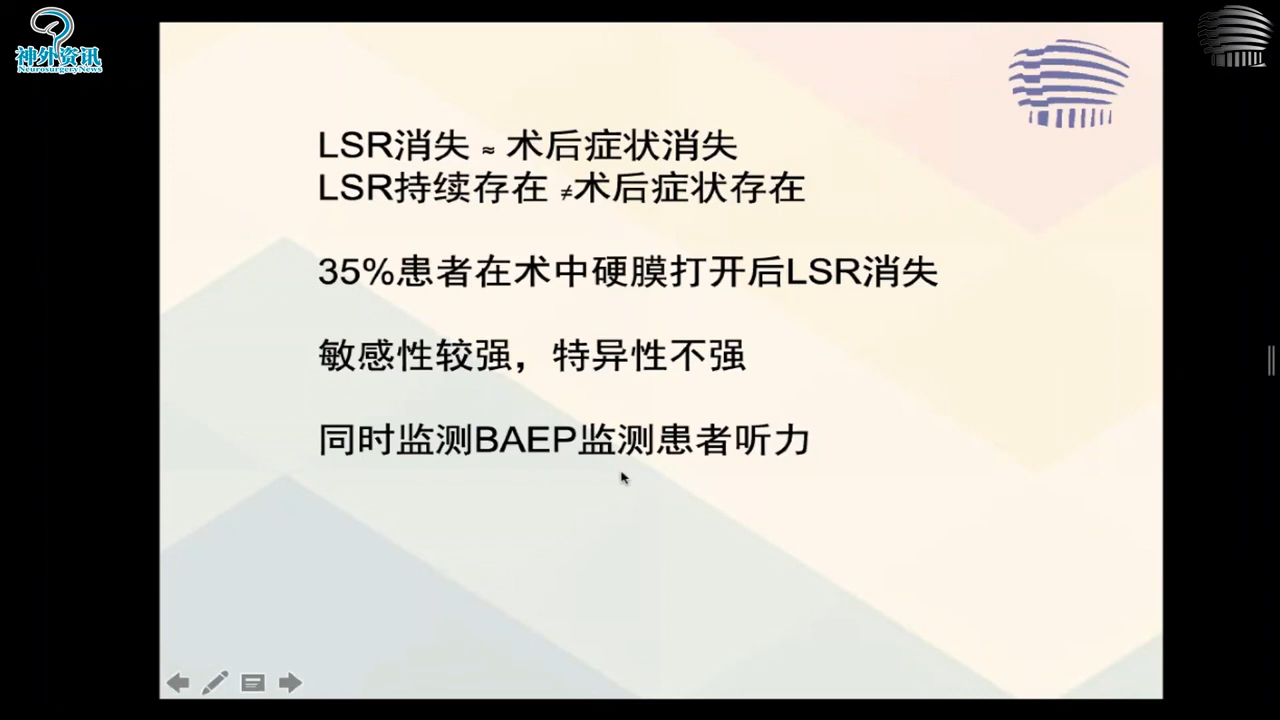 神外资讯
NeurosurgeryNews
LSR消失 ≈ 术后症状消失
LSR持续存在 ≠术后症状存在
35%患者在术中硬膜打开后LSR消失
敏感性较强，特异性不强
同时监测BAEP监测患者听力